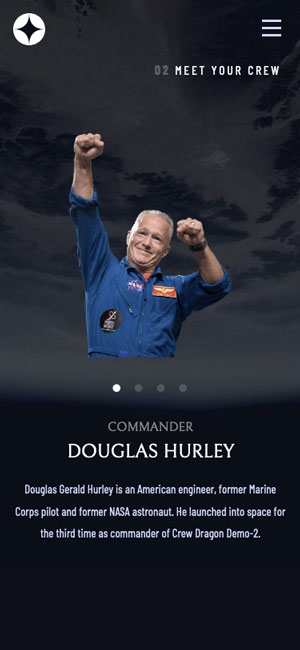 02 MEET YOUR CREW
COMMANDER
DOUGLAS HURLEY
Douglas Gerald Hurley is an American engineer, former Marine
Corps pilot and former NASA astronaut. He launched into space for
the third time as commander of Crew Dragon Demo-2.